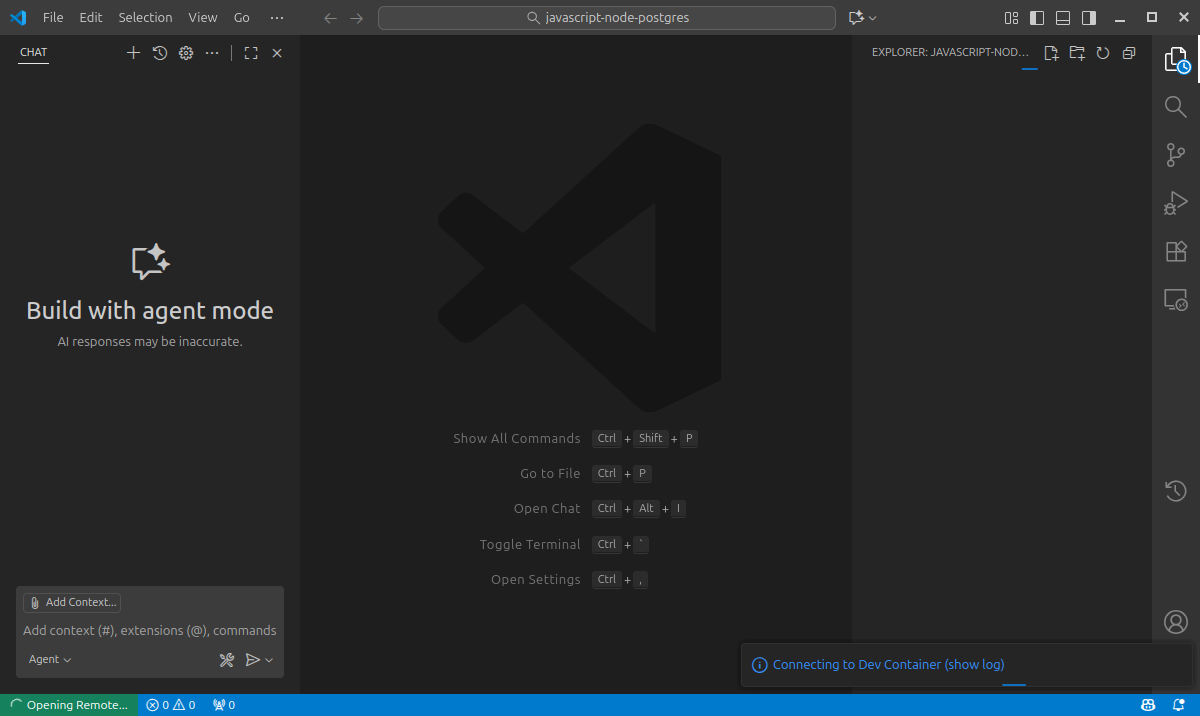 File Edit Selection View Go ···
javascript-node-postgres
CHAT
EXPLORER: JAVASCRIPT-NOD...
Build with agent mode
AI responses may be inaccurate.
Show All Commands Ctrl + Shift + P
Go to File Ctrl + P
Open Chat Ctrl + Alt + I
Toggle Terminal Ctrl + `
Open Settings Ctrl + ,
Add Context...
Add context (#), extensions (@), commands
Agent
Connecting to Dev Container (show log)
Opening Remote... 0 0 0